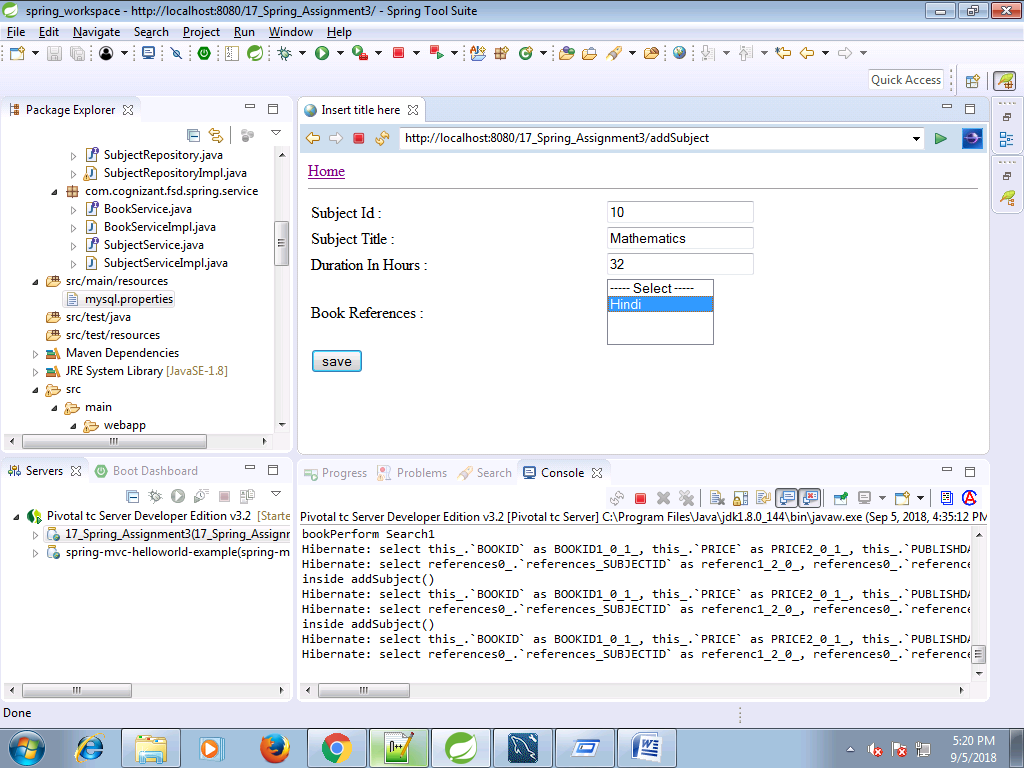 spring_workspace - http://localhost:8080/17_Spring_Assignment3/ - Spring Tool Suite
File Edit Navigate Search Project Run Window Help
Quick Access
Package Explorer
SubjectRepository.java
SubjectRepositoryImpl.java
com.cognizant.fsd.spring.service
BookService.java
BookServiceImpl.java
SubjectService.java
SubjectServiceImpl.java
src/main/resources
mysql.properties
src/test/java
src/test/resources
Maven Dependencies
JRE System Library [JavaSE-1.8]
src
main
webapp
Insert title here
http://localhost:8080/17_Spring_Assignment3/addSubject
Home
Subject Id : 10
Subject Title : Mathematics
Duration In Hours : 32
----- Select -----
Hindi
Book References :
save
Servers Boot Dashboard
Pivotal tc Server Developer Edition v3.2 [Starte
17_Spring_Assignment3(17_Spring_Assignm
spring-mvc-helloworld-example(spring-m
Progress Problems Search Console
Pivotal tc Server Developer Edition v3.2 [Pivotal tc Server] C:\Program Files\Java\jdk1.8.0_144\bin\javaw.exe (Sep 5, 2018, 4:35:12 PM
bookPerform Search1
Hibernate: select this_.`BOOKID` as BOOKID1_0_1_, this_.`PRICE` as PRICE2_0_1_, this_.`PUBLISHDA
Hibernate: select references0_.`references_SUBJECTID` as referenc1_2_0_, references0_.`reference
inside addSubject()
Hibernate: select this_.`BOOKID` as BOOKID1_0_1_, this_.`PRICE` as PRICE2_0_1_, this_.`PUBLISHDA
Hibernate: select references0_.`references_SUBJECTID` as referenc1_2_0_, references0_.`reference
inside addSubject()
Hibernate: select this_.`BOOKID` as BOOKID1_0_1_, this_.`PRICE` as PRICE2_0_1_, this_.`PUBLISHDA
Hibernate: select references0_.`references_SUBJECTID` as referenc1_2_0_, references0_.`reference
Done
5:20 PM
9/5/2018